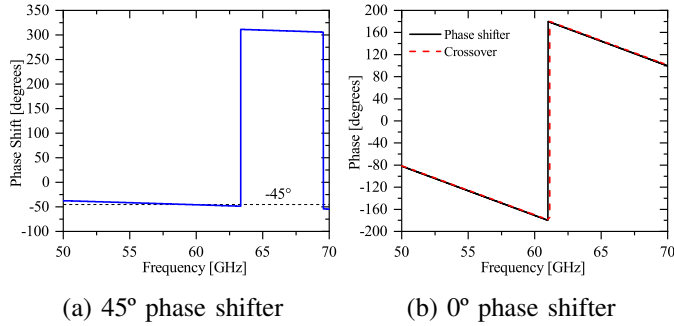 350
300
250
200
150
100
50
0
-50
-100
Phase Shift [degrees]
-45°
50 55 60 65 70
Frequency [GHz]
(a) 45º phase shifter
200
160
120
80
40
0
-40
-80
-120
-160
-200
Phase [degrees]
Phase shifter
Crossover
50 55 60 65 70
Frequency [GHz]
(b) 0º phase shifter